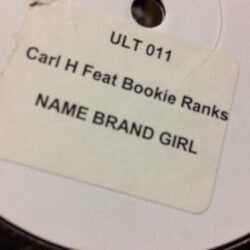 ULT 011
Carl H Feat Bookie Ranks
NAME BRAND GIRL